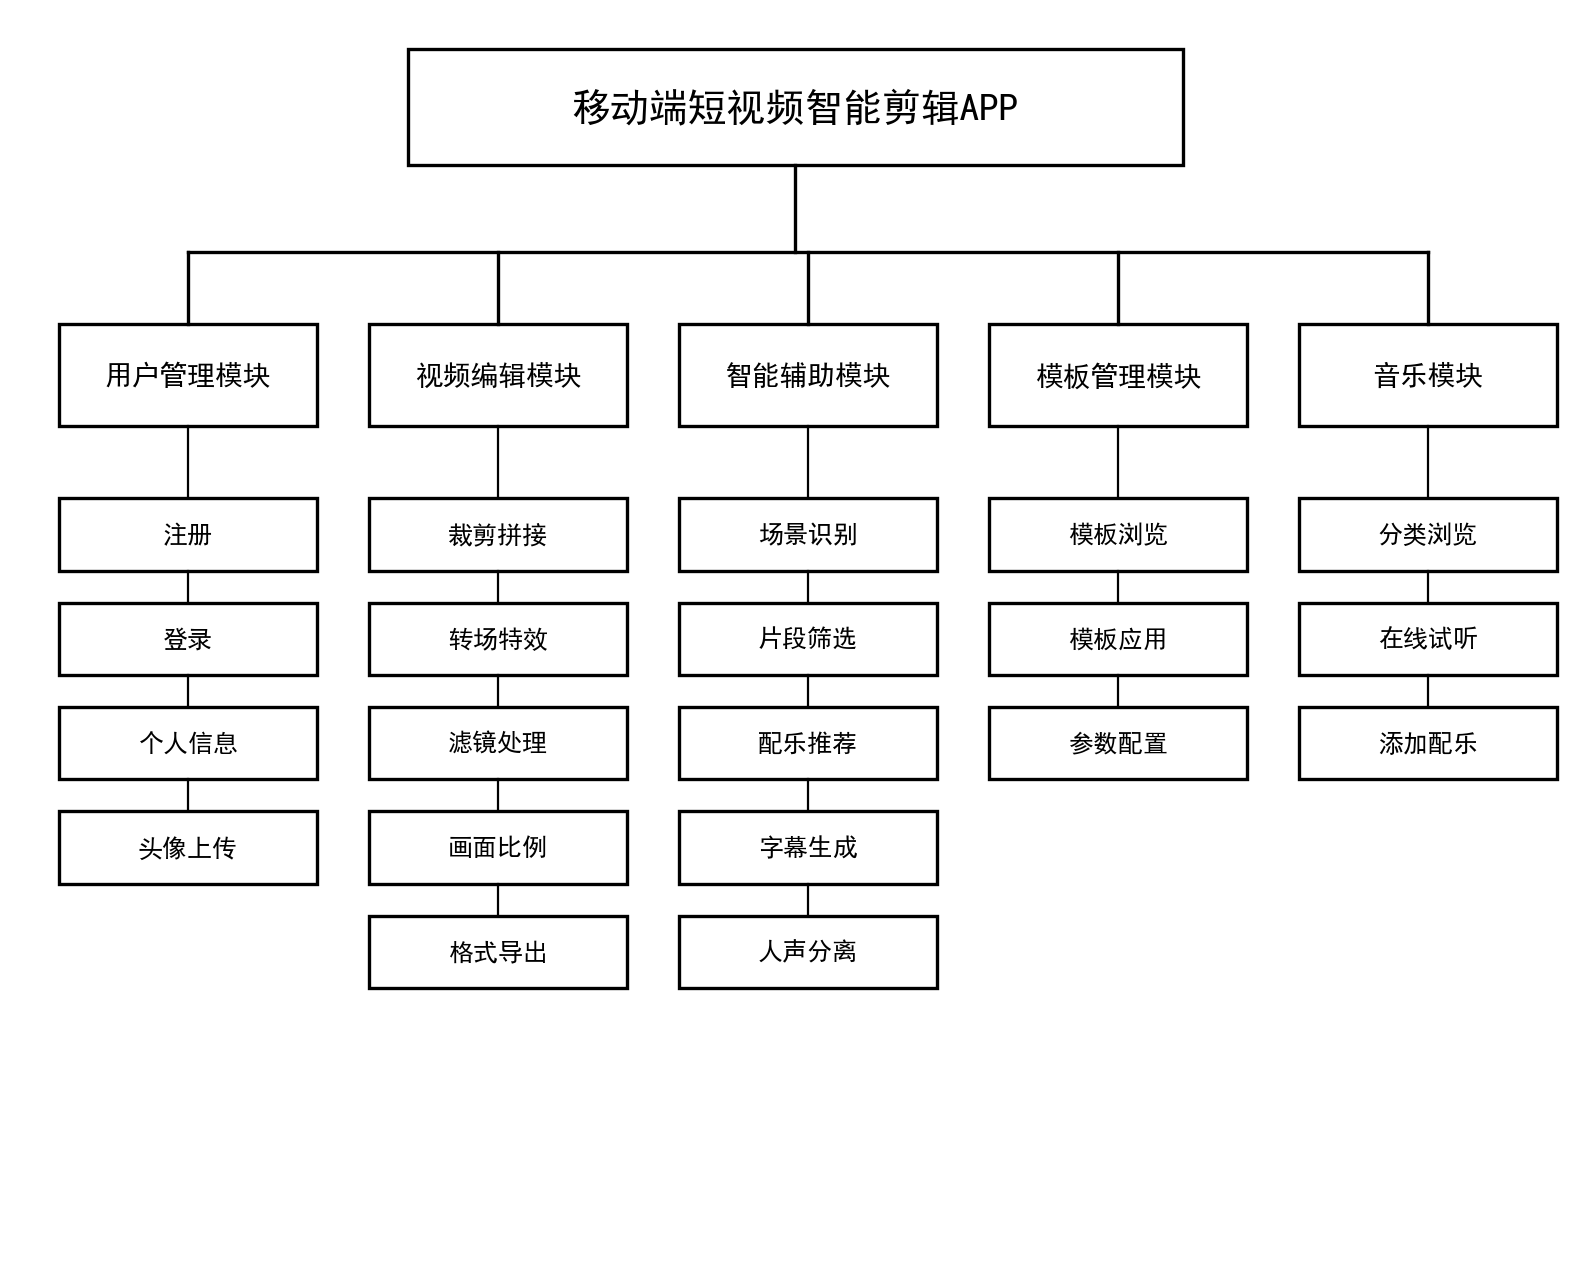 移动端短视频智能剪辑APP
用户管理模块
视频编辑模块
智能辅助模块
模板管理模块
音乐模块
注册
裁剪拼接
场景识别
模板浏览
分类浏览
登录
转场特效
片段筛选
模板应用
在线试听
个人信息
滤镜处理
配乐推荐
参数配置
添加配乐
头像上传
画面比例
字幕生成
格式导出
人声分离